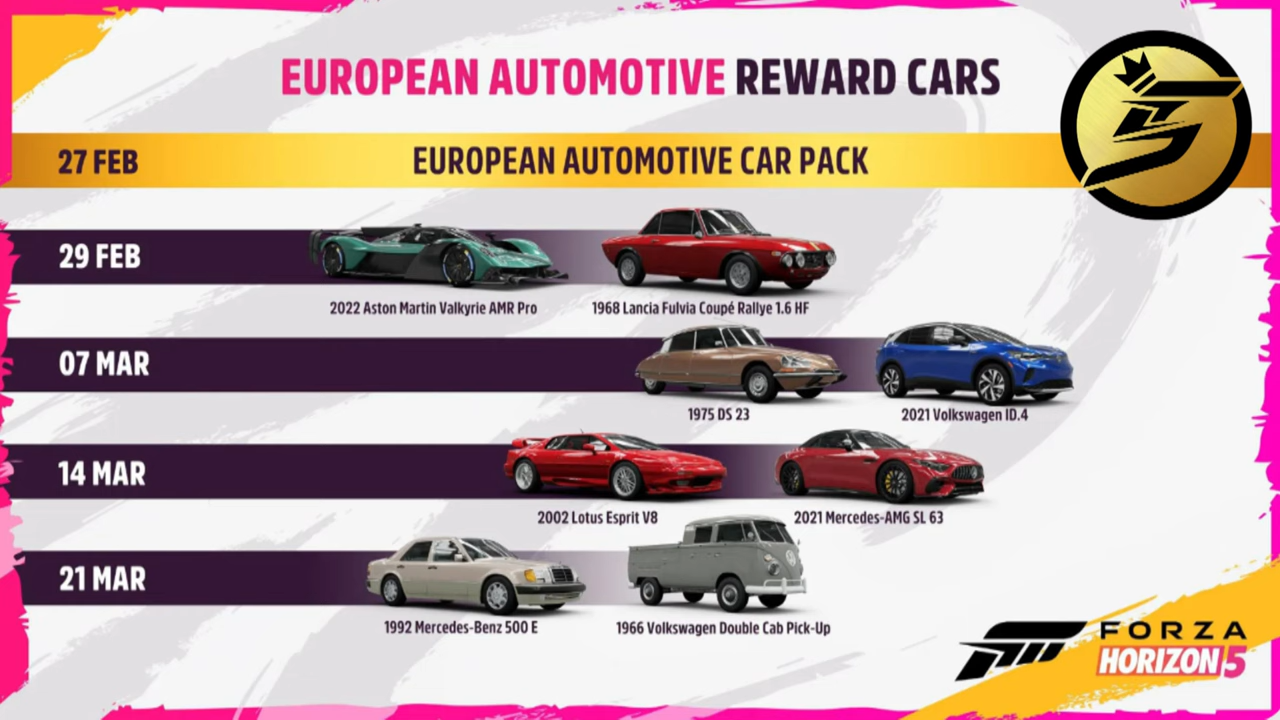 EUROPEAN AUTOMOTIVE REWARD CARS
27 FEB
EUROPEAN AUTOMOTIVE CAR PACK
29 FEB
2022 Aston Martin Valkyrie AMR Pro
1968 Lancia Fulvia Coupé Rallye 1.6 HF
07 MAR
1975 DS 23
2021 Volkswagen ID.4
14 MAR
2002 Lotus Esprit V8
2021 Mercedes-AMG SL 63
21 MAR
1992 Mercedes-Benz 500 E
1966 Volkswagen Double Cab Pick-Up
FORZA
HORIZON 5